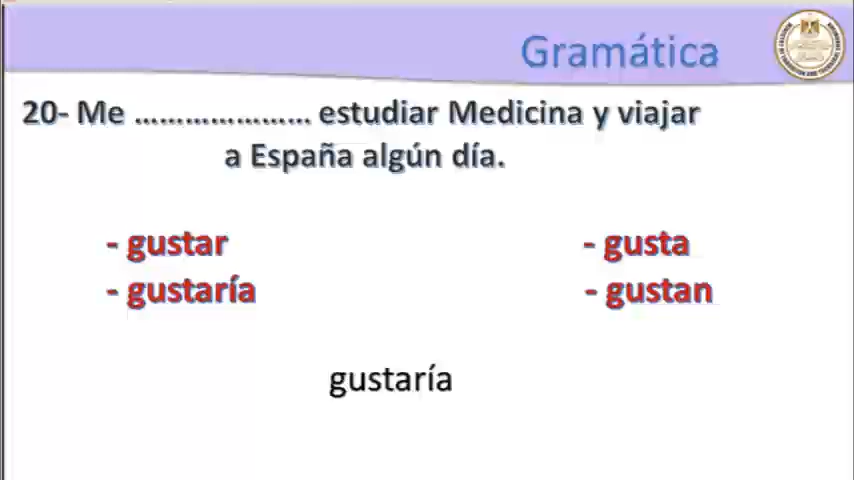 Gramática
20- Me ........................ estudiar Medicina y viajar
a España algún día.
- gustar
- gusta
- gustaría
- gustan
gustaría